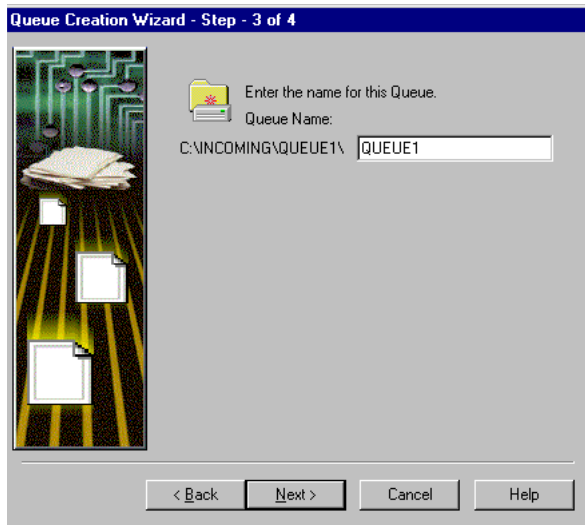 Queue Creation Wizard - Step - 3 of 4
Enter the name for this Queue.
Queue Name:
C:\INCOMING\QUEUE1\ QUEUE1
< Back Next > Cancel Help